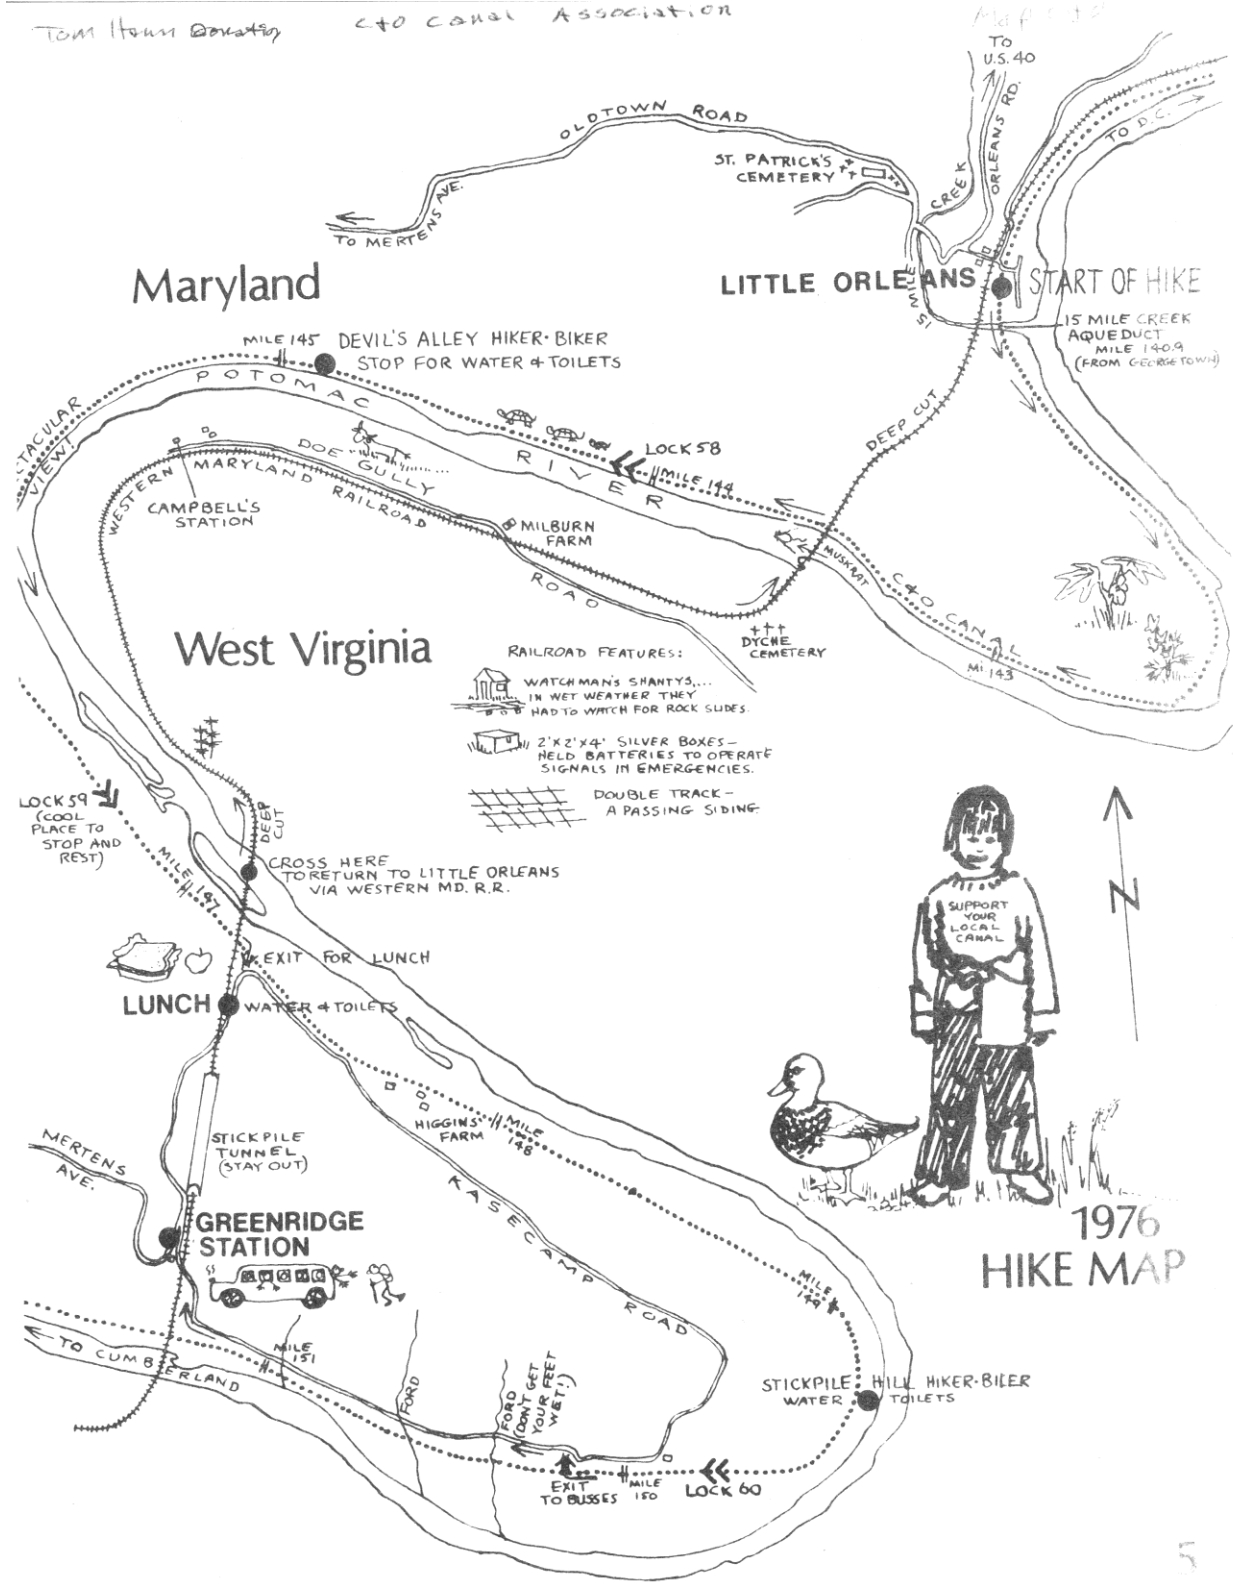 Tom Hahn Donation
C&O Canal Association
TO
U.S. 40
ORLEANS RD.
TO D.C.
OLDTOWN ROAD
ST. PATRICK'S
CEMETERY
CREEK
15 MILE
TO MERTENS AVE.
Maryland
LITTLE ORLEANS
START OF HIKE
15 MILE CREEK
AQUEDUCT
MILE 140.9
(FROM GEORGETOWN)
MILE 145
DEVIL'S ALLEY HIKER-BIKER
STOP FOR WATER & TOILETS
POTOMAC
RIVER
CTACULAR
VIEW!
LOCK 58
MILE 144
DEEP CUT
DOE GULLY
WESTERN MARYLAND RAILROAD
CAMPBELL'S
STATION
MILBURN
FARM
ROAD
MUSKRAT
C&O CANAL
MI. 143
DYCHE
CEMETERY
West Virginia
RAILROAD FEATURES:
WATCHMAN'S SHANTYS,...
IN WET WEATHER THEY
HAD TO WATCH FOR ROCK SLIDES.
2'X2'X4' SILVER BOXES—
HELD BATTERIES TO OPERATE
SIGNALS IN EMERGENCIES.
DOUBLE TRACK—
A PASSING SIDING.
LOCK 59
(COOL
PLACE TO
STOP AND
REST)
DEEP
CUT
MILE 147
CROSS HERE
TO RETURN TO LITTLE ORLEANS
VIA WESTERN MD. R.R.
N
SUPPORT
YOUR
LOCAL
CANAL
EXIT FOR LUNCH
LUNCH
WATER & TOILETS
HIGGINS'
FARM
MILE
148
STICKPILE
TUNNEL
(STAY OUT)
MERTENS
AVE.
KASECAMP ROAD
GREENRIDGE
STATION
1976
HIKE MAP
MILE
149
MILE
151
TO CUMBERLAND
FORD
FORD
(DON'T GET
YOUR FEET
WET!)
STICKPILE HILL HIKER-BIKER
WATER TOILETS
EXIT
TO BUSSES
MILE
150
LOCK 60
5